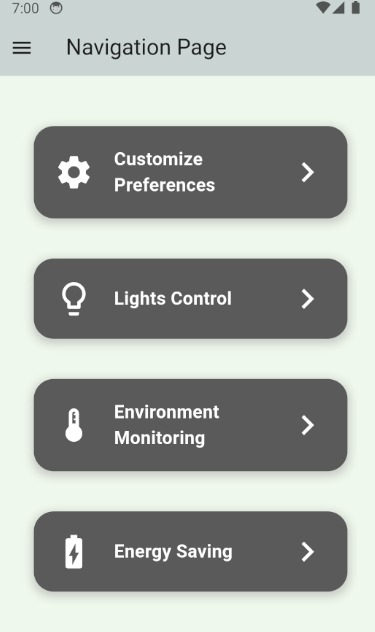 7:00
Navigation Page
Customize
Preferences
Lights Control
Environment
Monitoring
Energy Saving